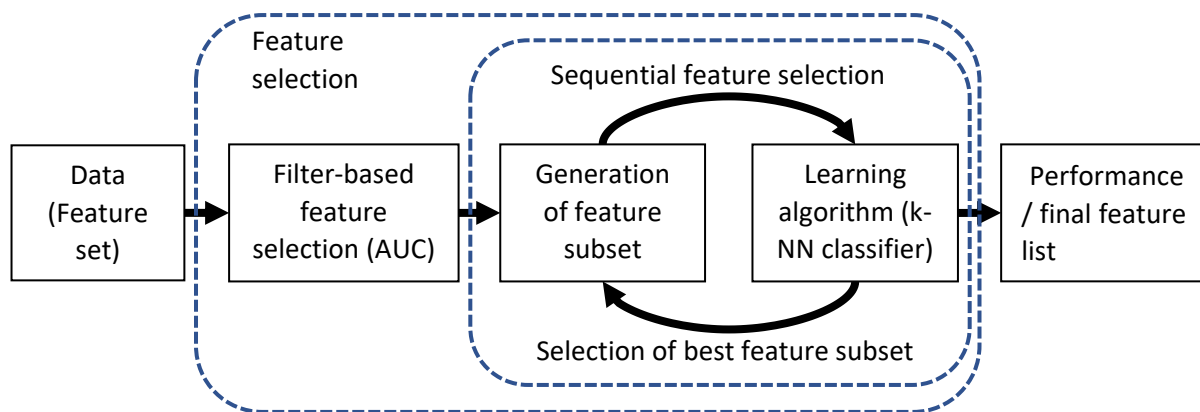 Feature
selection
Sequential feature selection
Data
(Feature
set)
Filter-based
feature
selection (AUC)
Generation
of feature
subset
Learning
algorithm (k-
NN classifier)
Performance
/ final feature
list
Selection of best feature subset